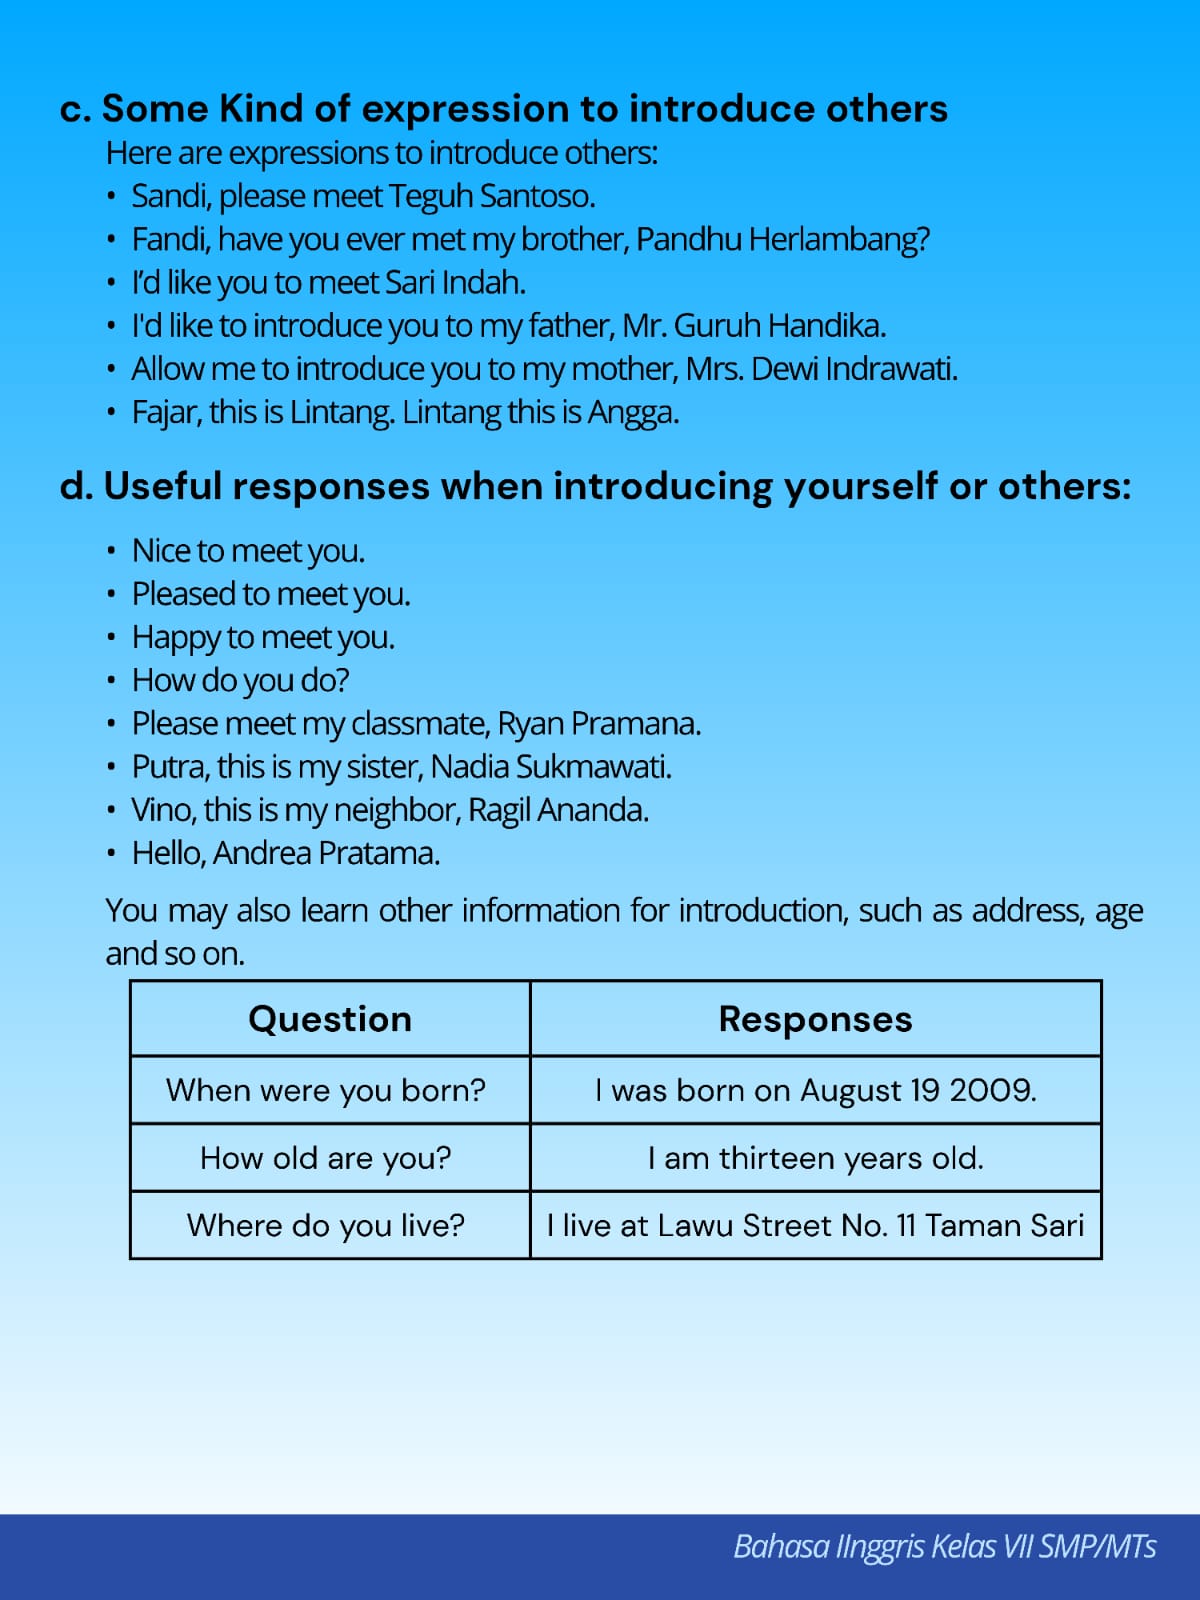 c. Some Kind of expression to introduce others
Here are expressions to introduce others:
• Sandi, please meet Teguh Santoso.
• Fandi, have you ever met my brother, Pandhu Herlambang?
• I’d like you to meet Sari Indah.
• I'd like to introduce you to my father, Mr. Guruh Handika.
• Allow me to introduce you to my mother, Mrs. Dewi Indrawati.
• Fajar, this is Lintang. Lintang this is Angga.
d. Useful responses when introducing yourself or others:
• Nice to meet you.
• Pleased to meet you.
• Happy to meet you.
• How do you do?
• Please meet my classmate, Ryan Pramana.
• Putra, this is my sister, Nadia Sukmawati.
• Vino, this is my neighbor, Ragil Ananda.
• Hello, Andrea Pratama.
You may also learn other information for introduction, such as address, age
and so on.
Question Responses
When were you born? I was born on August 19 2009.
How old are you? I am thirteen years old.
Where do you live? I live at Lawu Street No. 11 Taman Sari
Bahasa IInggris Kelas VII SMP/MTs